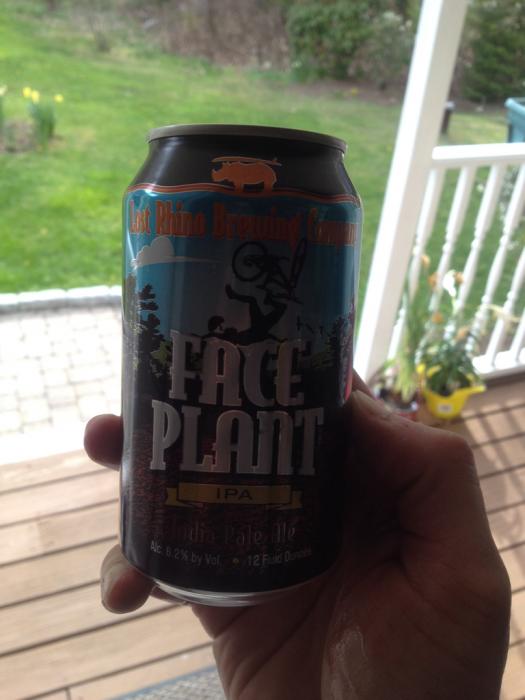 Lost Rhino Brewing Company
FACE
PLANT
IPA
India Pale Ale
Alc 6.2% by Vol. • 12 Fluid Ounces